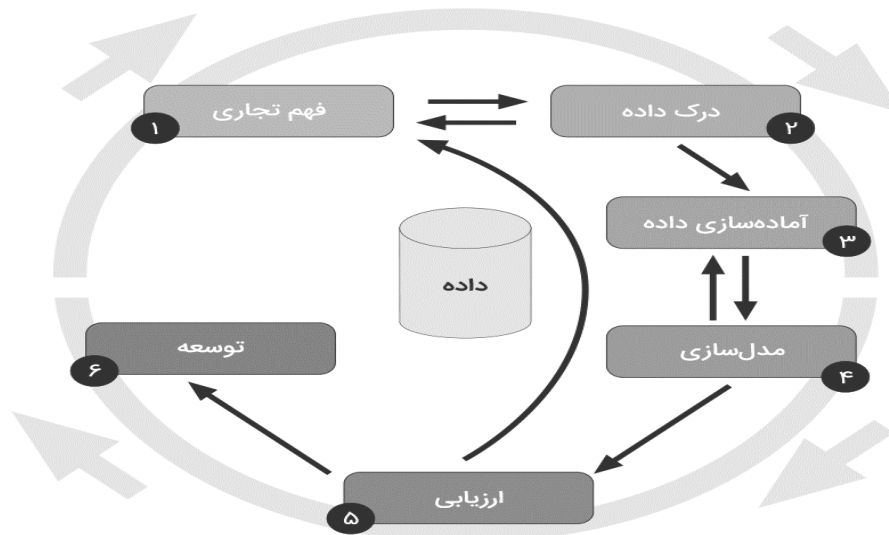 فهم تجاری
۱
درک داده
۲
آماده‌سازی داده
۳
داده
مدل‌سازی
۴
توسعه
۶
ارزیابی
۵